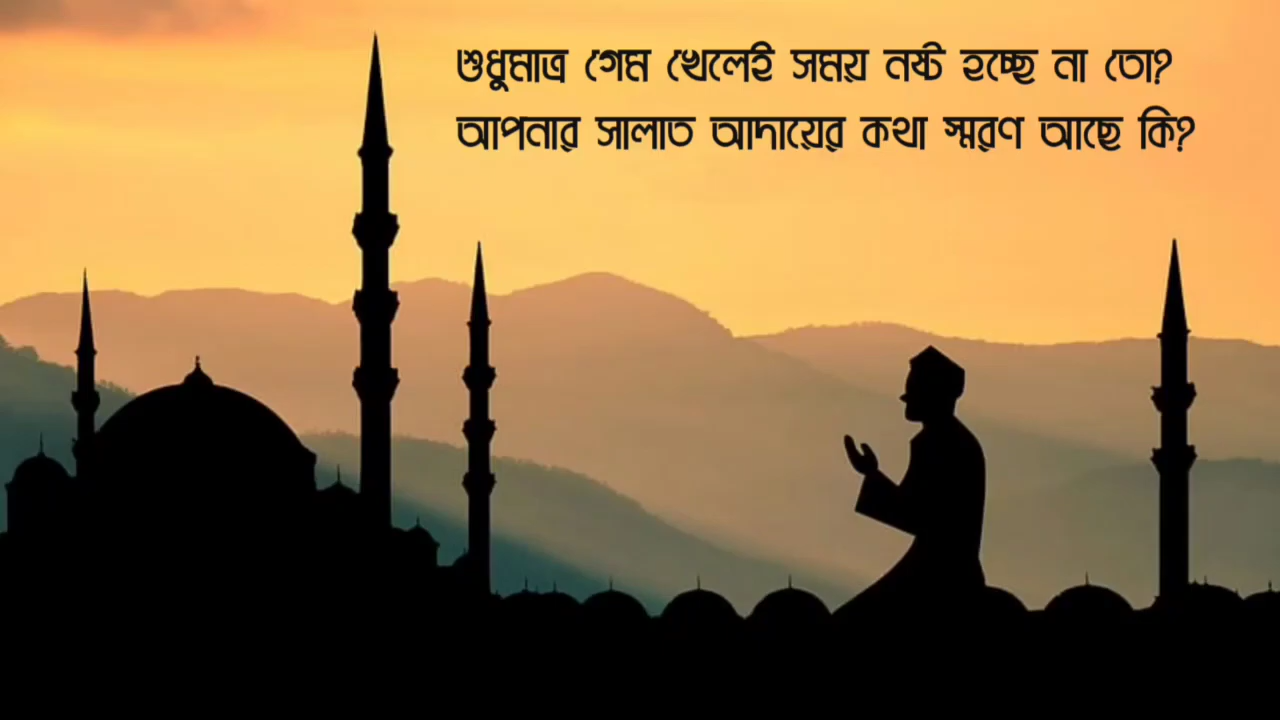 শুধুমাত্র গেম খেলেই সময় নষ্ট হচ্ছে না তো?
আপনার সালাত আদায়ের কথা স্মরণ আছে কি?